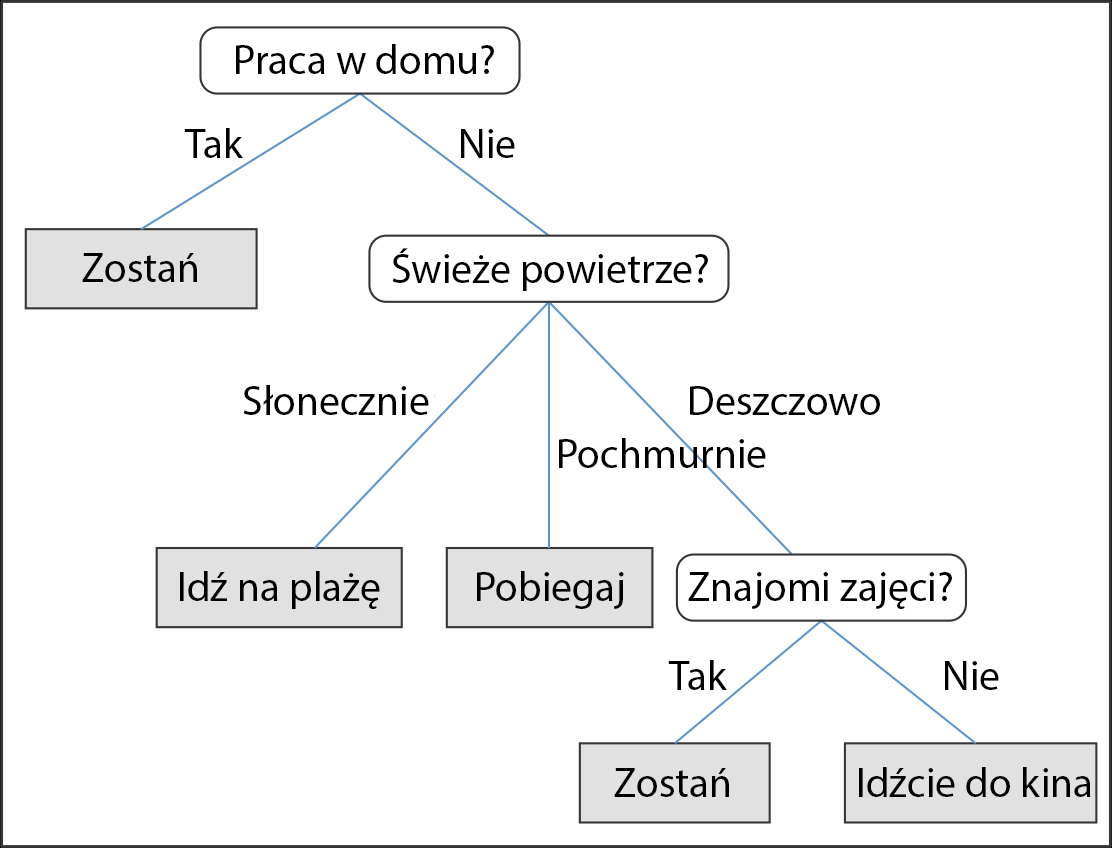 Praca w domu?
Tak
Nie
Zostań
Świeże powietrze?
Słonecznie
Deszczowo
Pochmurnie
Idź na plażę
Pobiegaj
Znajomi zajęci?
Tak
Nie
Zostań
Idźcie do kina